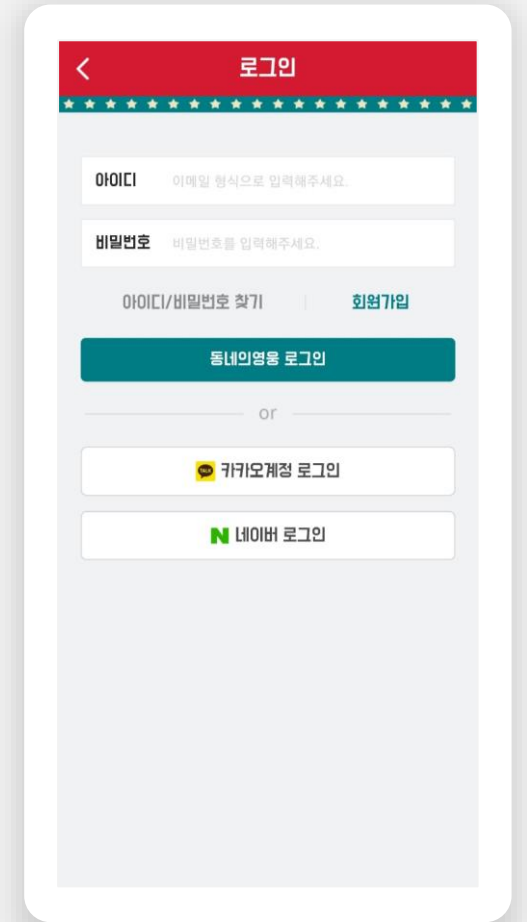 로그인
아이디 이메일 형식으로 입력해주세요.
비밀번호 비밀번호를 입력해주세요.
아이디/비밀번호 찾기 회원가입
동네의영웅 로그인
or
TALK 카카오계정 로그인
N 네이버 로그인